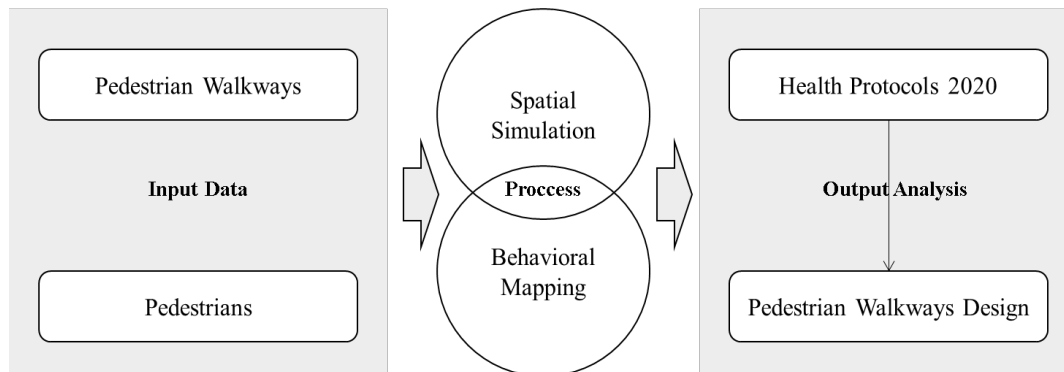 Pedestrian Walkways
Input Data
Pedestrians
Spatial
Simulation
Proccess
Behavioral
Mapping
Health Protocols 2020
Output Analysis
Pedestrian Walkways Design